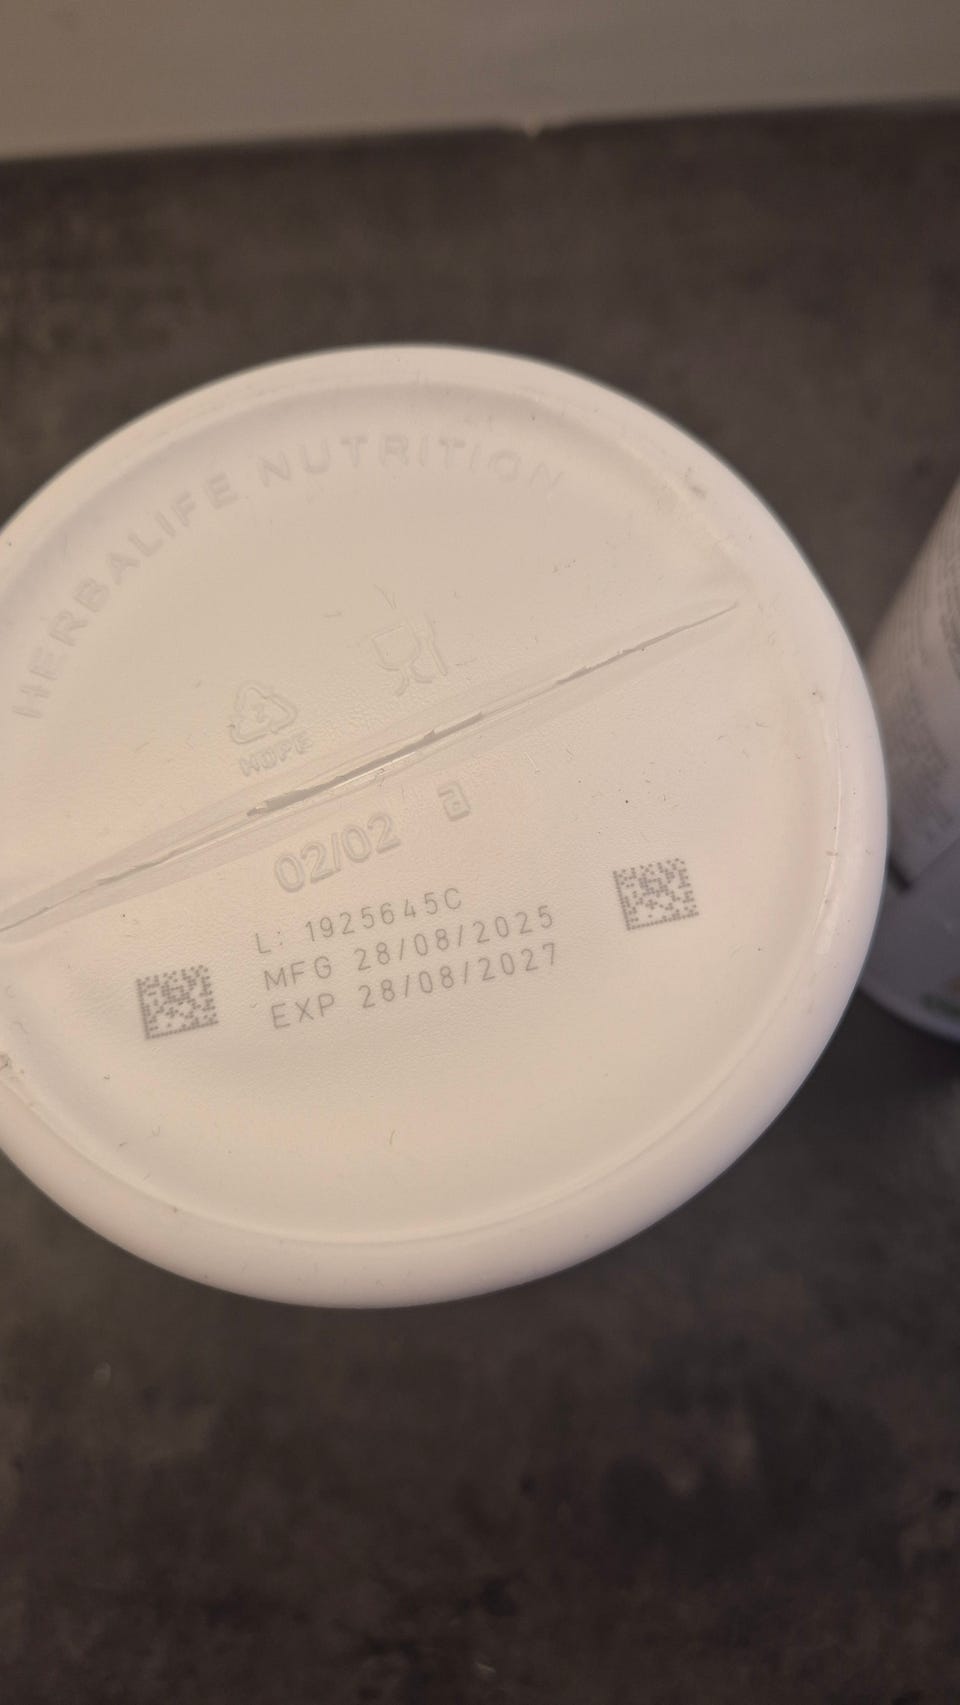 HERBALIFE NUTRITION
HDPE
02/02 a
L: 1925645C
MFG 28/08/2025
EXP 28/08/2027